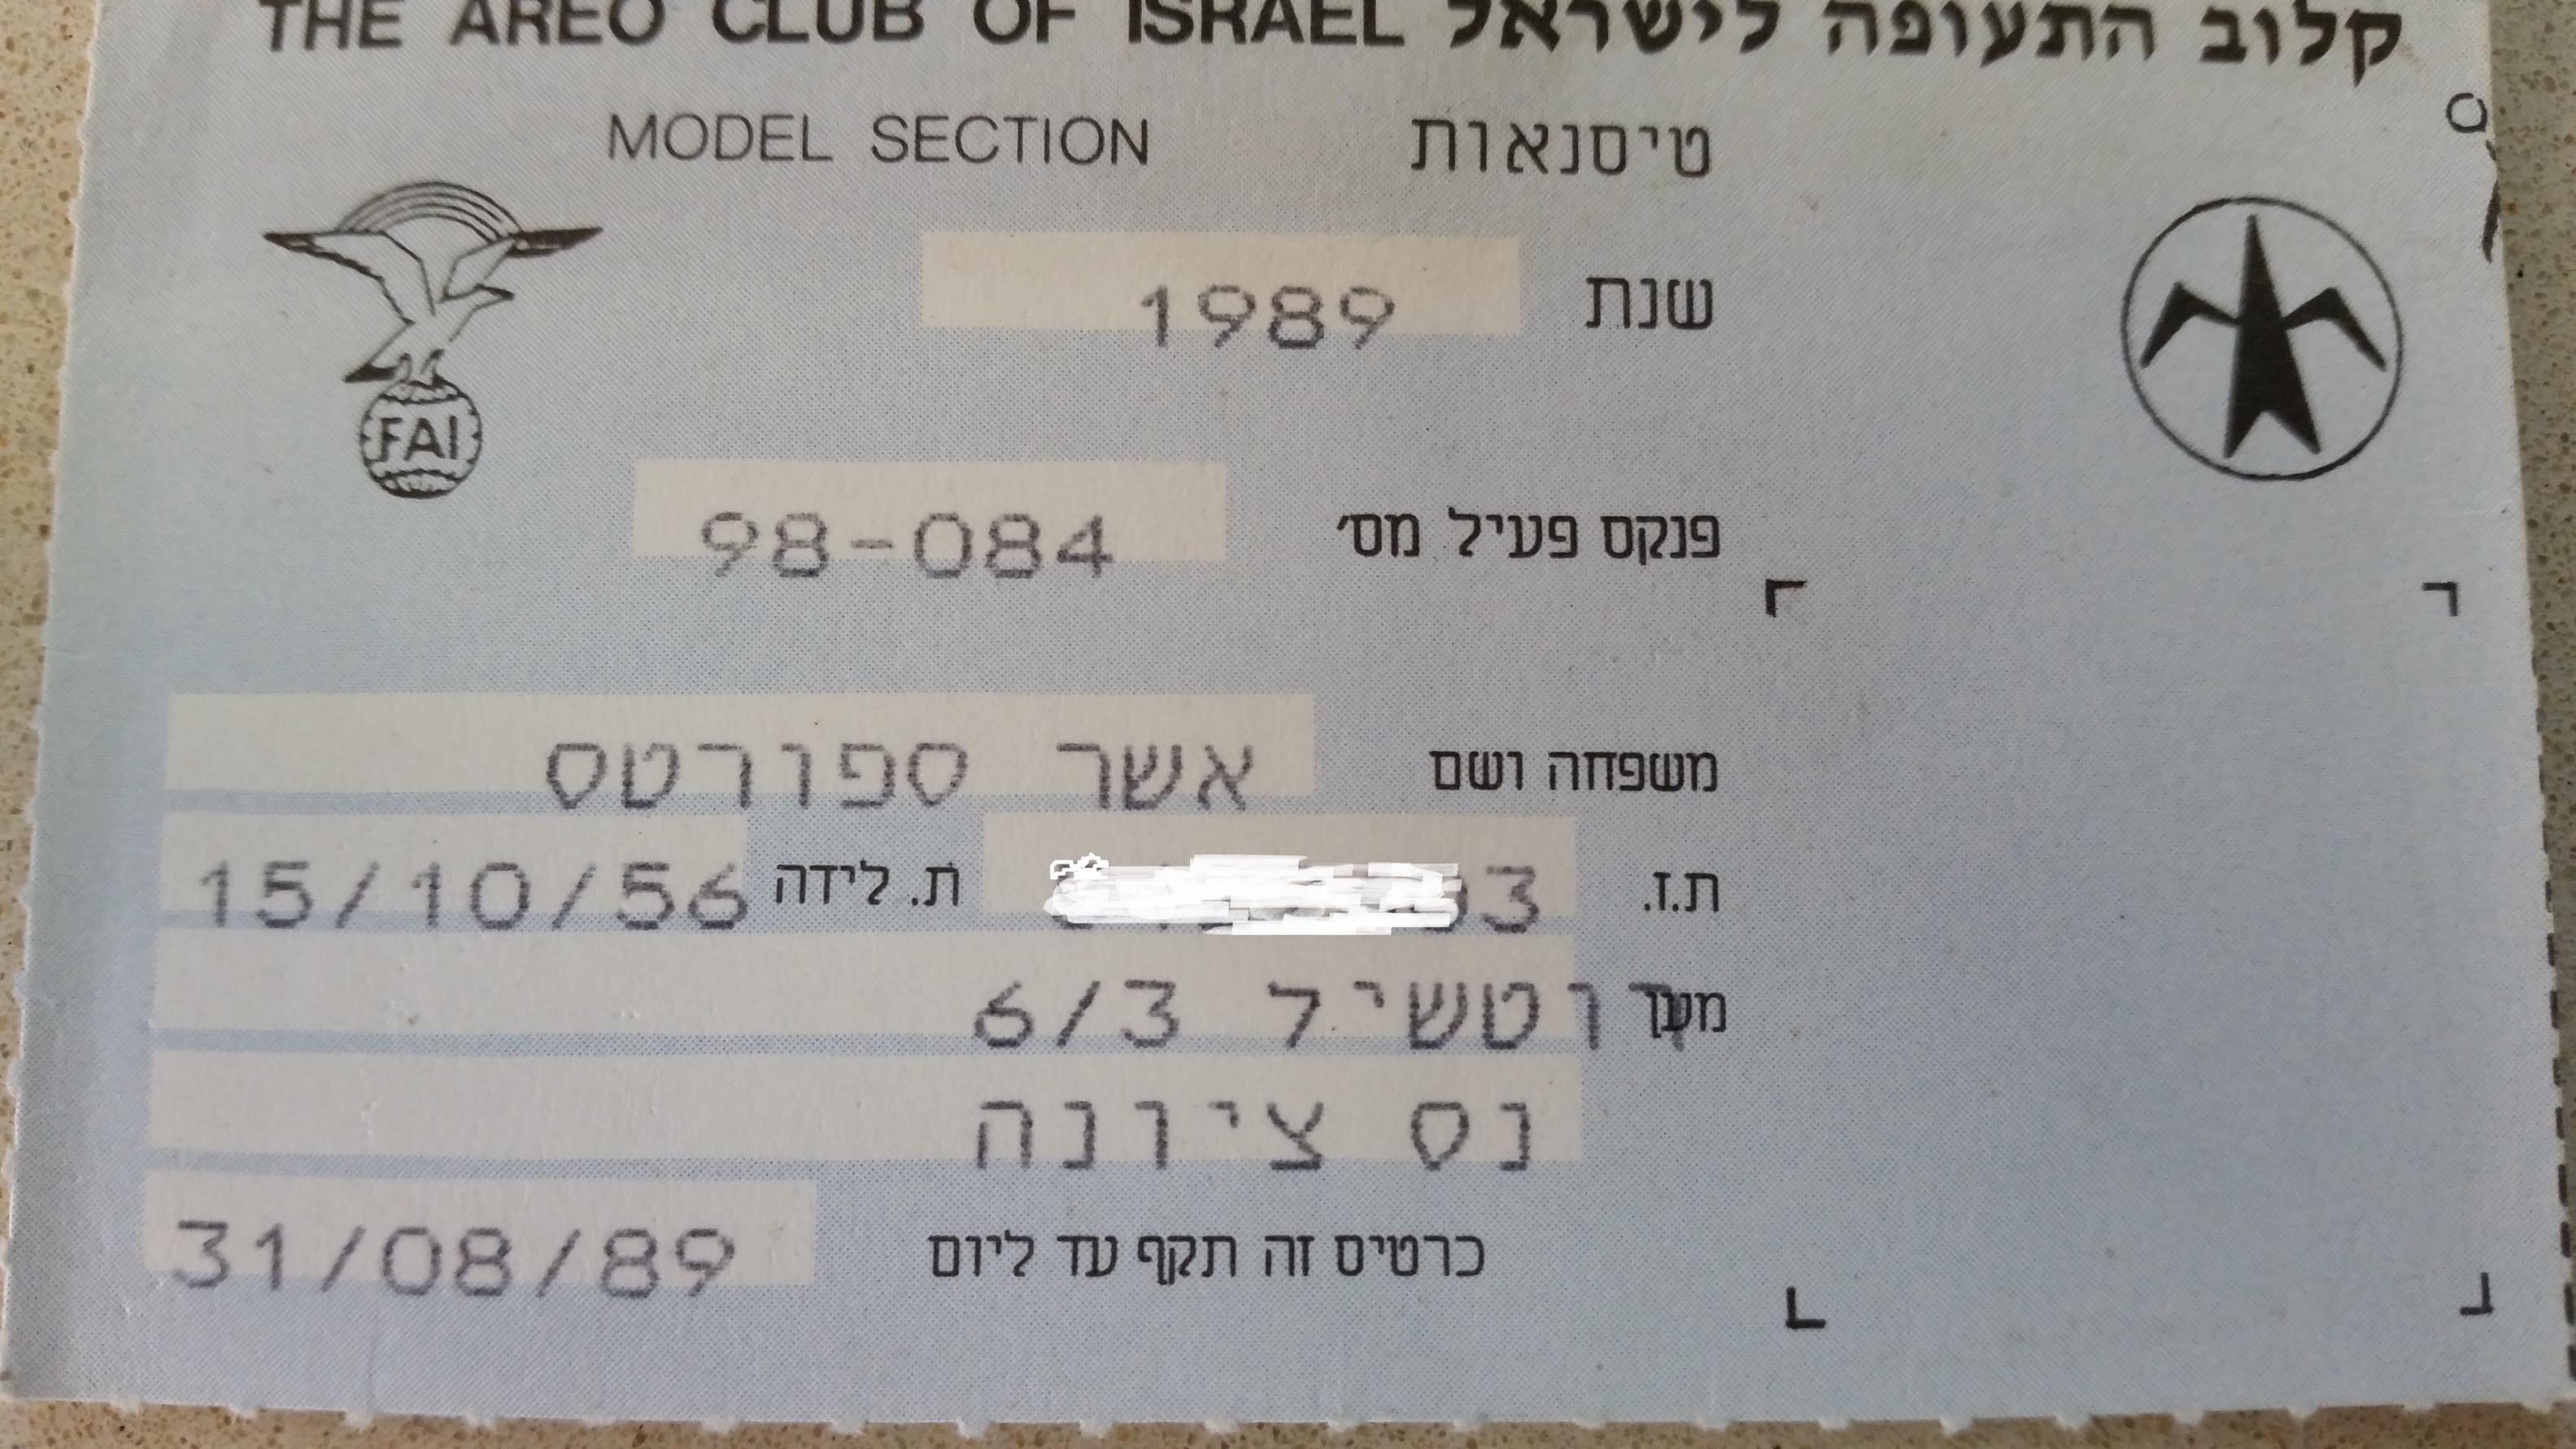 THE AREO CLUB OF ISRAEL קלוב התעופה לישראל
MODEL SECTION טיסנאות
שנת 1989
FAI
פנקס פעיל מס׳ 98-084
משפחה ושם אשר ספורטס
ת.ז. 3 ת. לידה 15/10/56
מען רוטשיל 6/3
נס ציונה
כרטיס זה תקף עד ליום 31/08/89